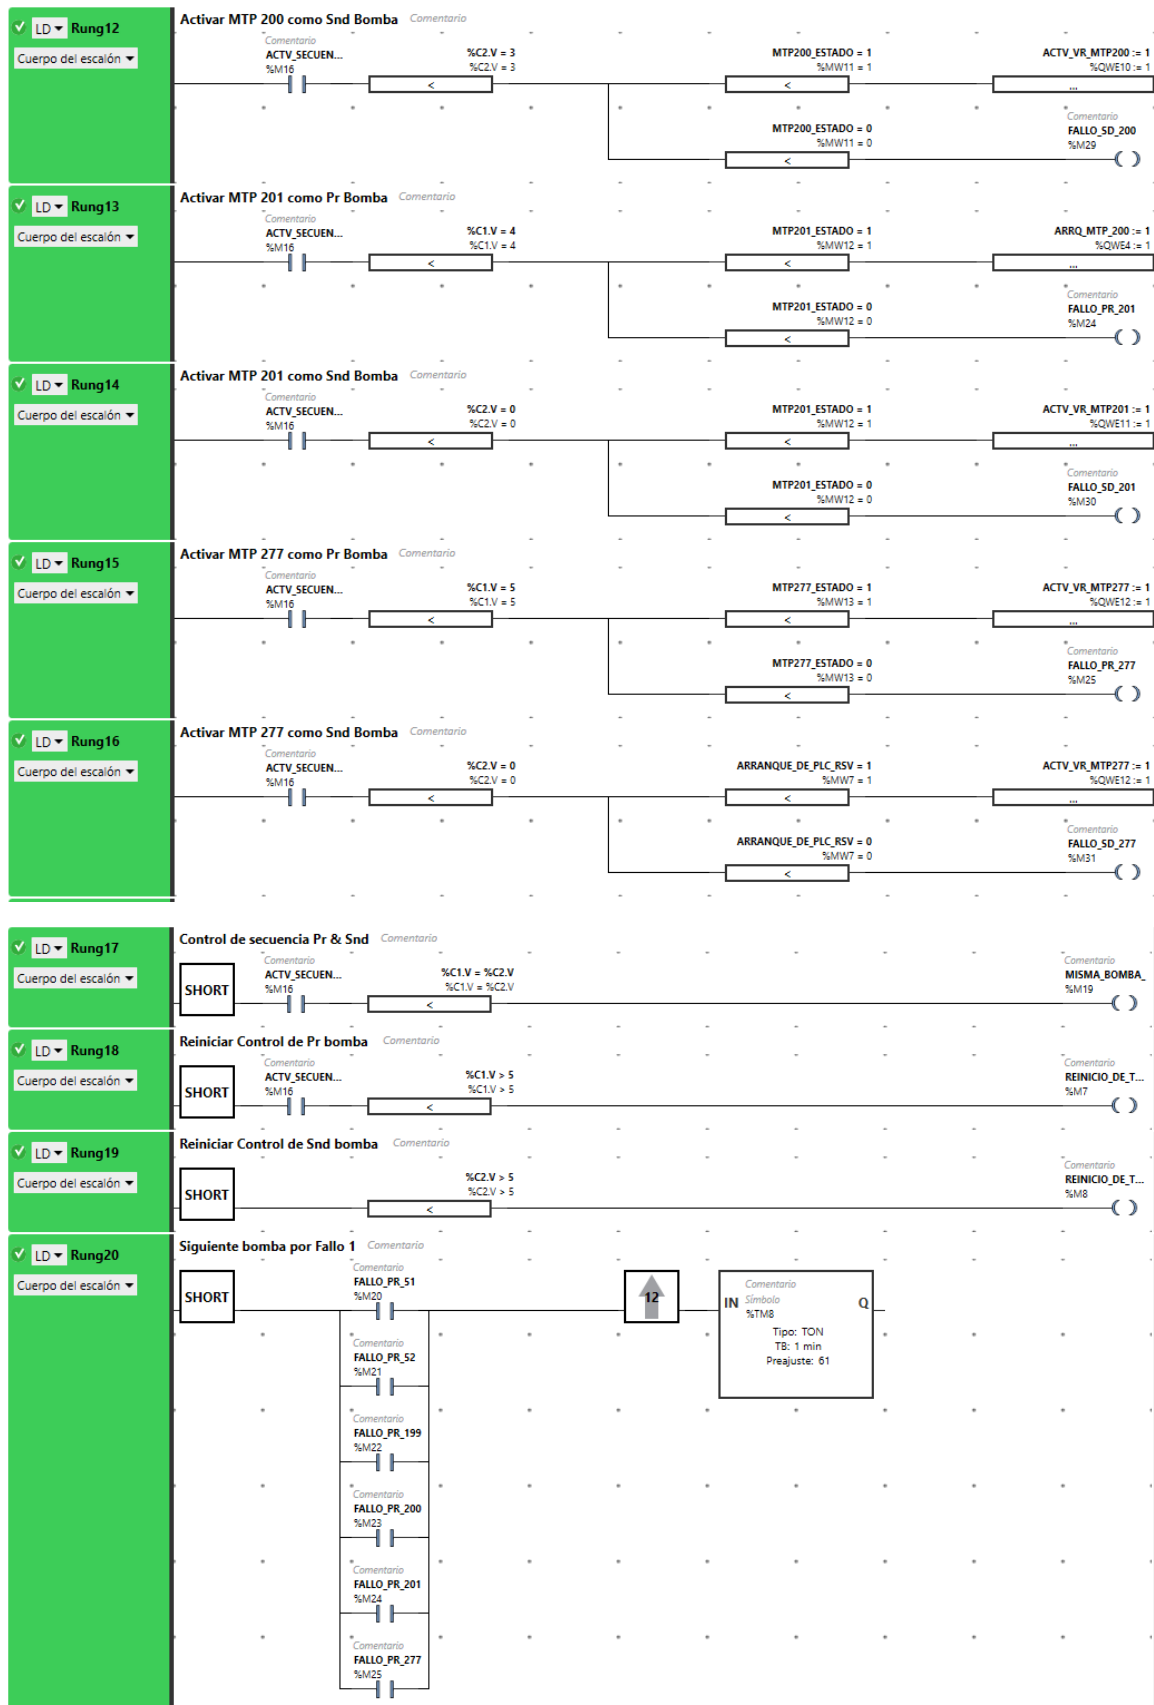 LD Rung12
Cuerpo del escalón
Activar MTP 200 como Snd Bomba Comentario
Comentario
ACTV_SECUEN...
%M16
%C2.V = 3
%C2.V = 3
<
MTP200_ESTADO = 1
%MW11 = 1
<
ACTV_VR_MTP200 := 1
%QWE10 := 1
...
MTP200_ESTADO = 0
%MW11 = 0
<
Comentario
FALLO_SD_200
%M29
LD Rung13
Cuerpo del escalón
Activar MTP 201 como Pr Bomba Comentario
Comentario
ACTV_SECUEN...
%M16
%C1.V = 4
%C1.V = 4
<
MTP201_ESTADO = 1
%MW12 = 1
<
ARRQ_MTP_200 := 1
%QWE4 := 1
...
MTP201_ESTADO = 0
%MW12 = 0
<
Comentario
FALLO_PR_201
%M24
LD Rung14
Cuerpo del escalón
Activar MTP 201 como Snd Bomba Comentario
Comentario
ACTV_SECUEN...
%M16
%C2.V = 0
%C2.V = 0
<
MTP201_ESTADO = 1
%MW12 = 1
<
ACTV_VR_MTP201 := 1
%QWE11 := 1
...
MTP201_ESTADO = 0
%MW12 = 0
<
Comentario
FALLO_SD_201
%M30
LD Rung15
Cuerpo del escalón
Activar MTP 277 como Pr Bomba Comentario
Comentario
ACTV_SECUEN...
%M16
%C1.V = 5
%C1.V = 5
<
MTP277_ESTADO = 1
%MW13 = 1
<
ACTV_VR_MTP277 := 1
%QWE12 := 1
...
MTP277_ESTADO = 0
%MW13 = 0
<
Comentario
FALLO_PR_277
%M25
LD Rung16
Cuerpo del escalón
Activar MTP 277 como Snd Bomba Comentario
Comentario
ACTV_SECUEN...
%M16
%C2.V = 0
%C2.V = 0
<
ARRANQUE_DE_PLC_RSV = 1
%MW7 = 1
<
ACTV_VR_MTP277 := 1
%QWE12 := 1
...
ARRANQUE_DE_PLC_RSV = 0
%MW7 = 0
<
Comentario
FALLO_SD_277
%M31
LD Rung17
Cuerpo del escalón
Control de secuencia Pr & Snd Comentario
SHORT
Comentario
ACTV_SECUEN...
%M16
%C1.V = %C2.V
%C1.V = %C2.V
<
Comentario
MISMA_BOMBA_
%M19
LD Rung18
Cuerpo del escalón
Reiniciar Control de Pr bomba Comentario
SHORT
Comentario
ACTV_SECUEN...
%M16
%C1.V > 5
%C1.V > 5
<
Comentario
REINICIO_DE_T...
%M7
LD Rung19
Cuerpo del escalón
Reiniciar Control de Snd bomba Comentario
SHORT
%C2.V > 5
%C2.V > 5
<
Comentario
REINICIO_DE_T...
%M8
LD Rung20
Cuerpo del escalón
Siguiente bomba por Fallo 1 Comentario
SHORT
Comentario
FALLO_PR_51
%M20
12
Comentario
IN Símbolo Q
%TM8
Tipo: TON
TB: 1 min
Preajuste: 61
Comentario
FALLO_PR_52
%M21
Comentario
FALLO_PR_199
%M22
Comentario
FALLO_PR_200
%M23
Comentario
FALLO_PR_201
%M24
Comentario
FALLO_PR_277
%M25